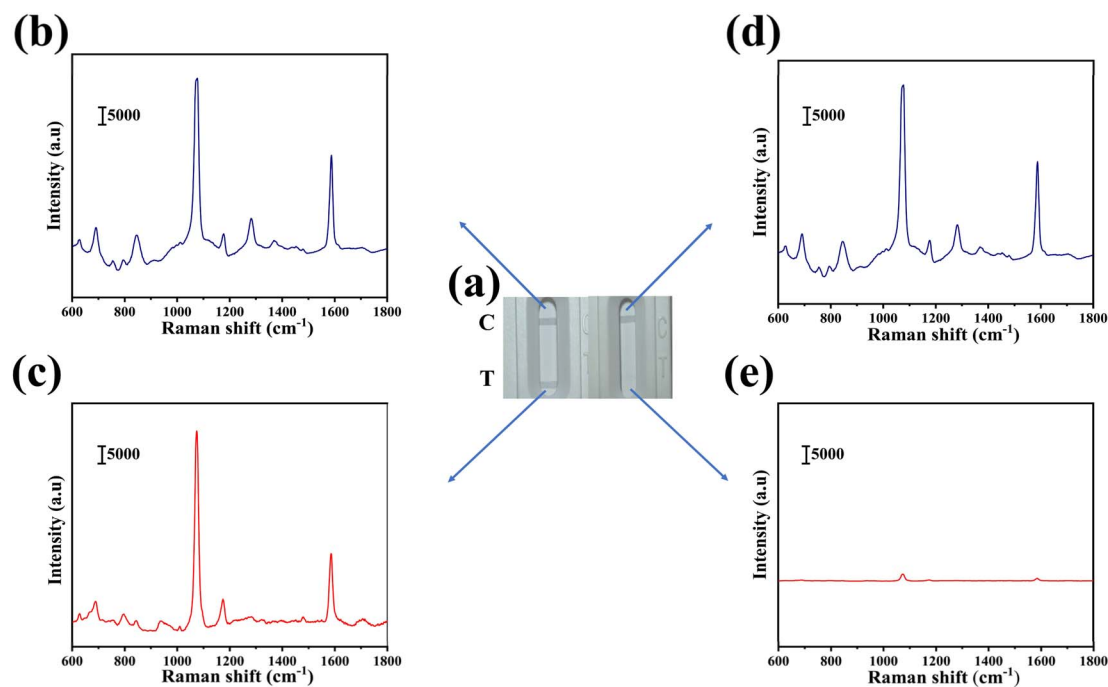 (b)
Intensity (a.u)
5000
600 800 1000 1200 1400 1600 1800
Raman shift (cm⁻¹)
(d)
Intensity (a.u)
5000
600 800 1000 1200 1400 1600 1800
Raman shift(cm⁻¹)
(a)
C
T
C
T
(c)
Intensity (a.u)
5000
600 800 1000 1200 1400 1600 1800
Raman shift (cm⁻¹)
(e)
Intensity (a.u)
5000
600 800 1000 1200 1400 1600 1800
Raman shift (cm⁻¹)